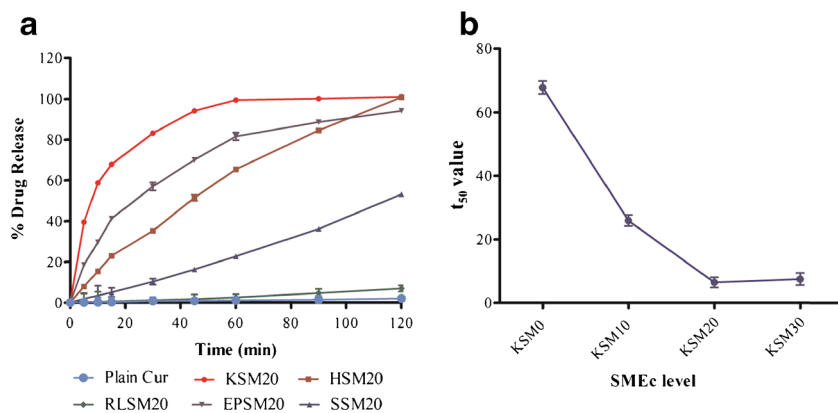 a
120
100
80
60
40
20
0
% Drug Release
0 20 40 60 80 100 120
Time (min)
Plain Cur KSM20 HSM20
RLSM20 EPSM20 SSM20
b
80
60
40
20
0
t50 value
KSM0 KSM10 KSM20 KSM30
SMEc level